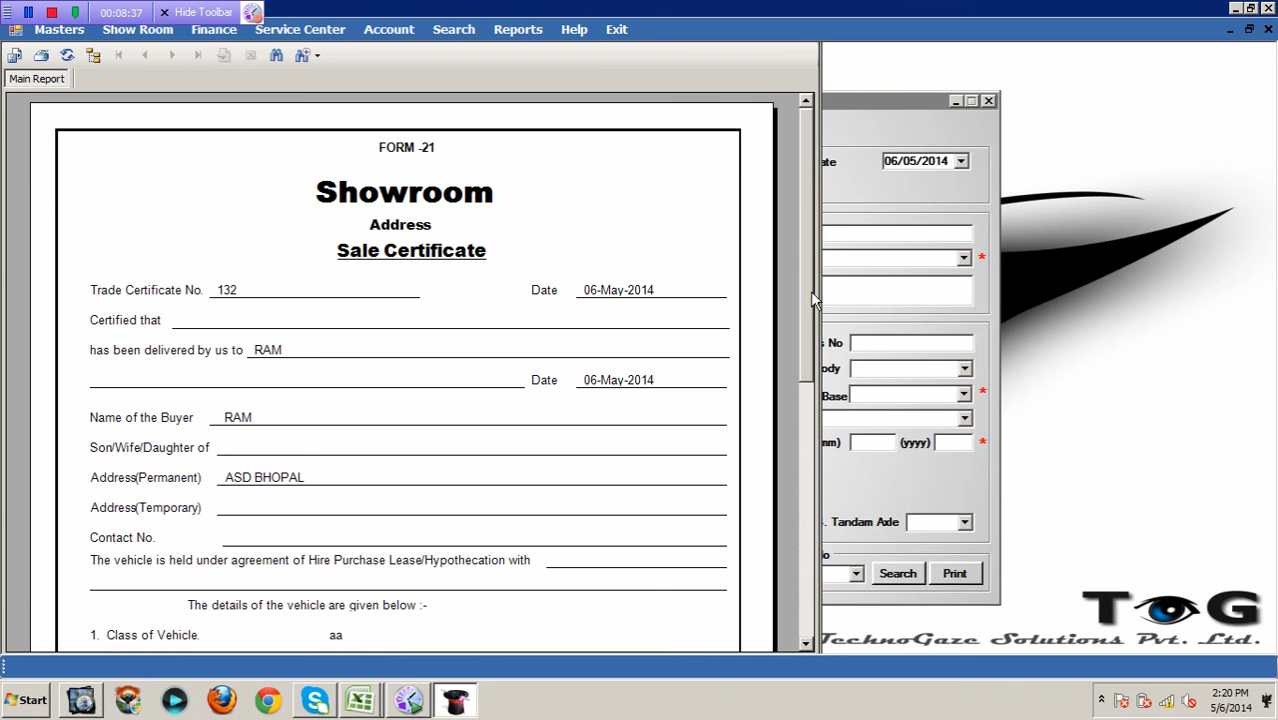 00:08:37 Hide Toolbar
Masters Show Room Finance Service Center Account Search Reports Help Exit
Main Report
FORM -21
Showroom
Address
Sale Certificate
Trade Certificate No. 132 Date 06-May-2014
Certified that
has been delivered by us to RAM
Date 06-May-2014
Name of the Buyer RAM
Son/Wife/Daughter of
Address(Permanent) ASD BHOPAL
Address(Temporary)
Contact No.
The vehicle is held under agreement of Hire Purchase Lease/Hypothecation with
The details of the vehicle are given below :-
1. Class of Vehicle. aa
ate 06/05/2014
*
s No
ody
Base *
mm) (yyyy) *
-. Tandam Axle
lo
Search Print
T G
TechnoGaze Solutions Pvt. Ltd.
Start
2:20 PM
5/6/2014